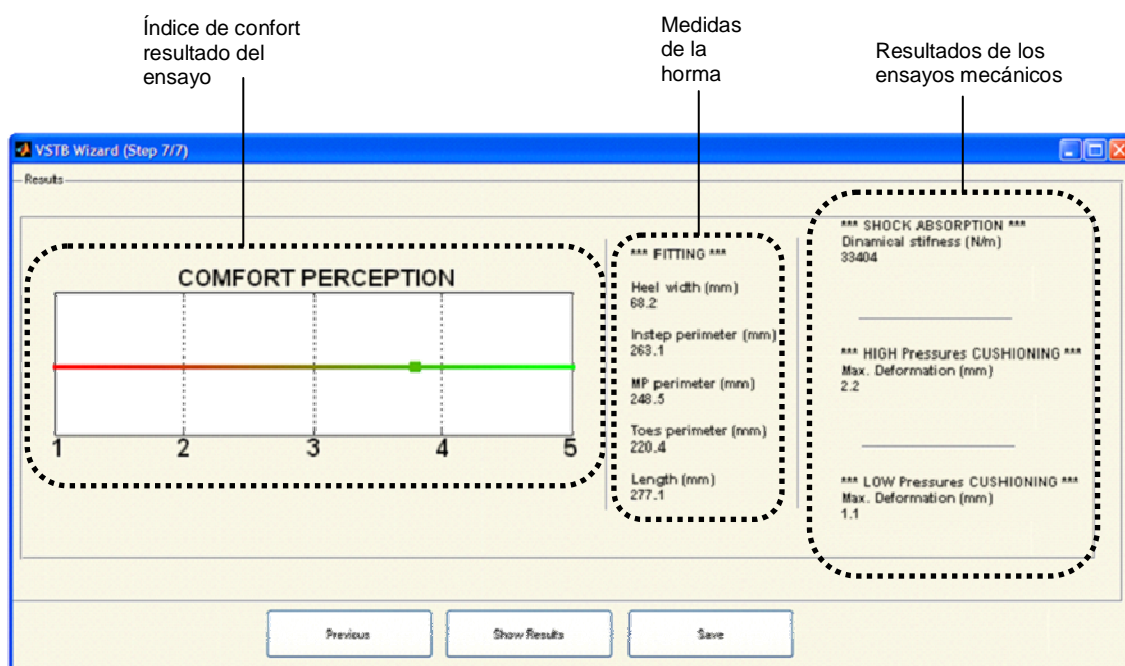 Índice de confort
resultado del
ensayo
Medidas
de la
horma
Resultados de los
ensayos mecánicos
VSTB Wizard (Step 7/7)
Results
COMFORT PERCEPTION
1 2 3 4 5
*** FITTING ***
Heel width (mm)
68.2
Instep perimeter (mm)
263.1
MP perimeter (mm)
248.5
Toes perimeter (mm)
220.4
Length (mm)
277.1
*** SHOCK ABSORPTION ***
Dinamical stifness (N/m)
33404
*** HIGH Pressures CUSHIONING ***
Max. Deformation (mm)
2.2
*** LOW Pressures CUSHIONING ***
Max. Deformation (mm)
1.1
Previous
Show Results
Save